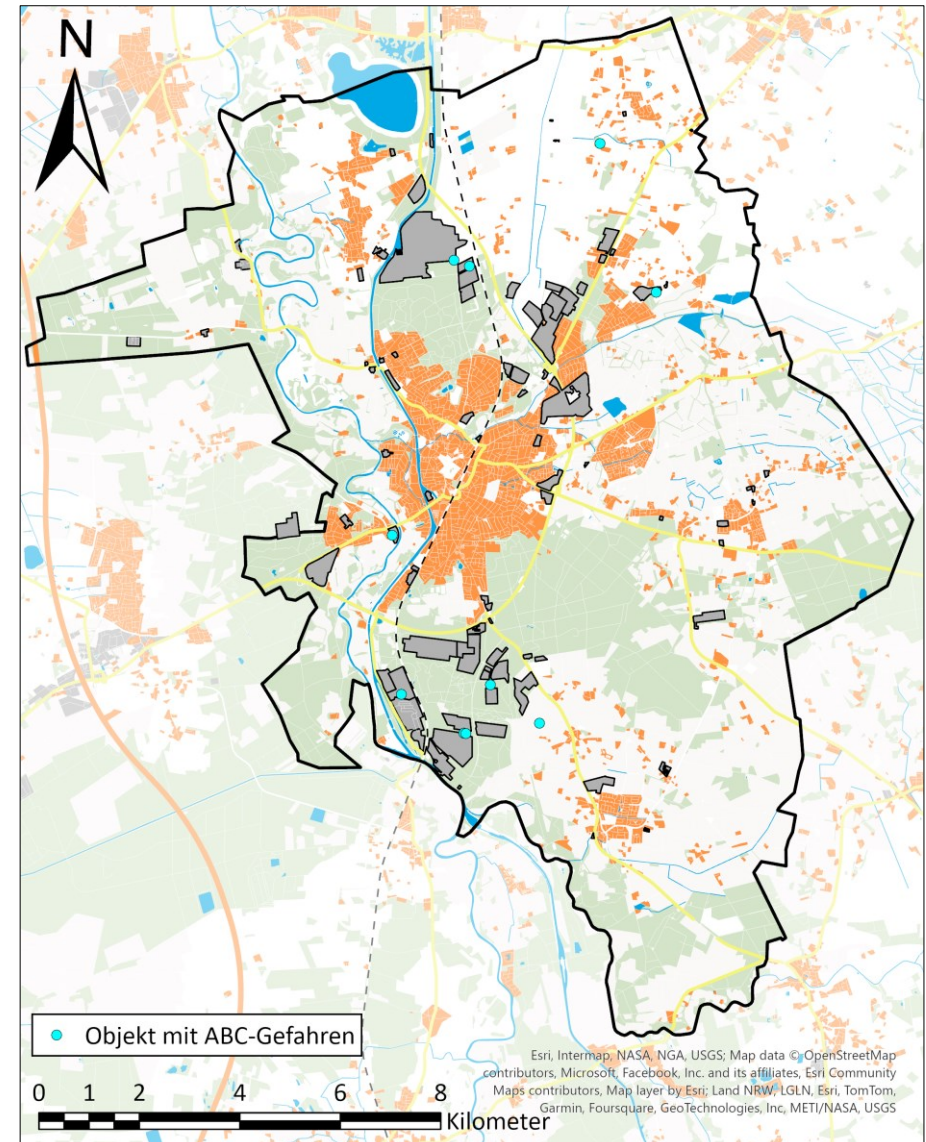 N
Objekt mit ABC-Gefahren
Esri, Intermap, NASA, NGA, USGS; Map data © OpenStreetMap
contributors, Microsoft, Facebook, Inc. and its affiliates, Esri Community
Maps contributors, Map layer by Esri; Land NRW, LGLN, Esri, TomTom,
Garmin, Foursquare, GeoTechnologies, Inc, METI/NASA, USGS
0 1 2 4 6 8
Kilometer